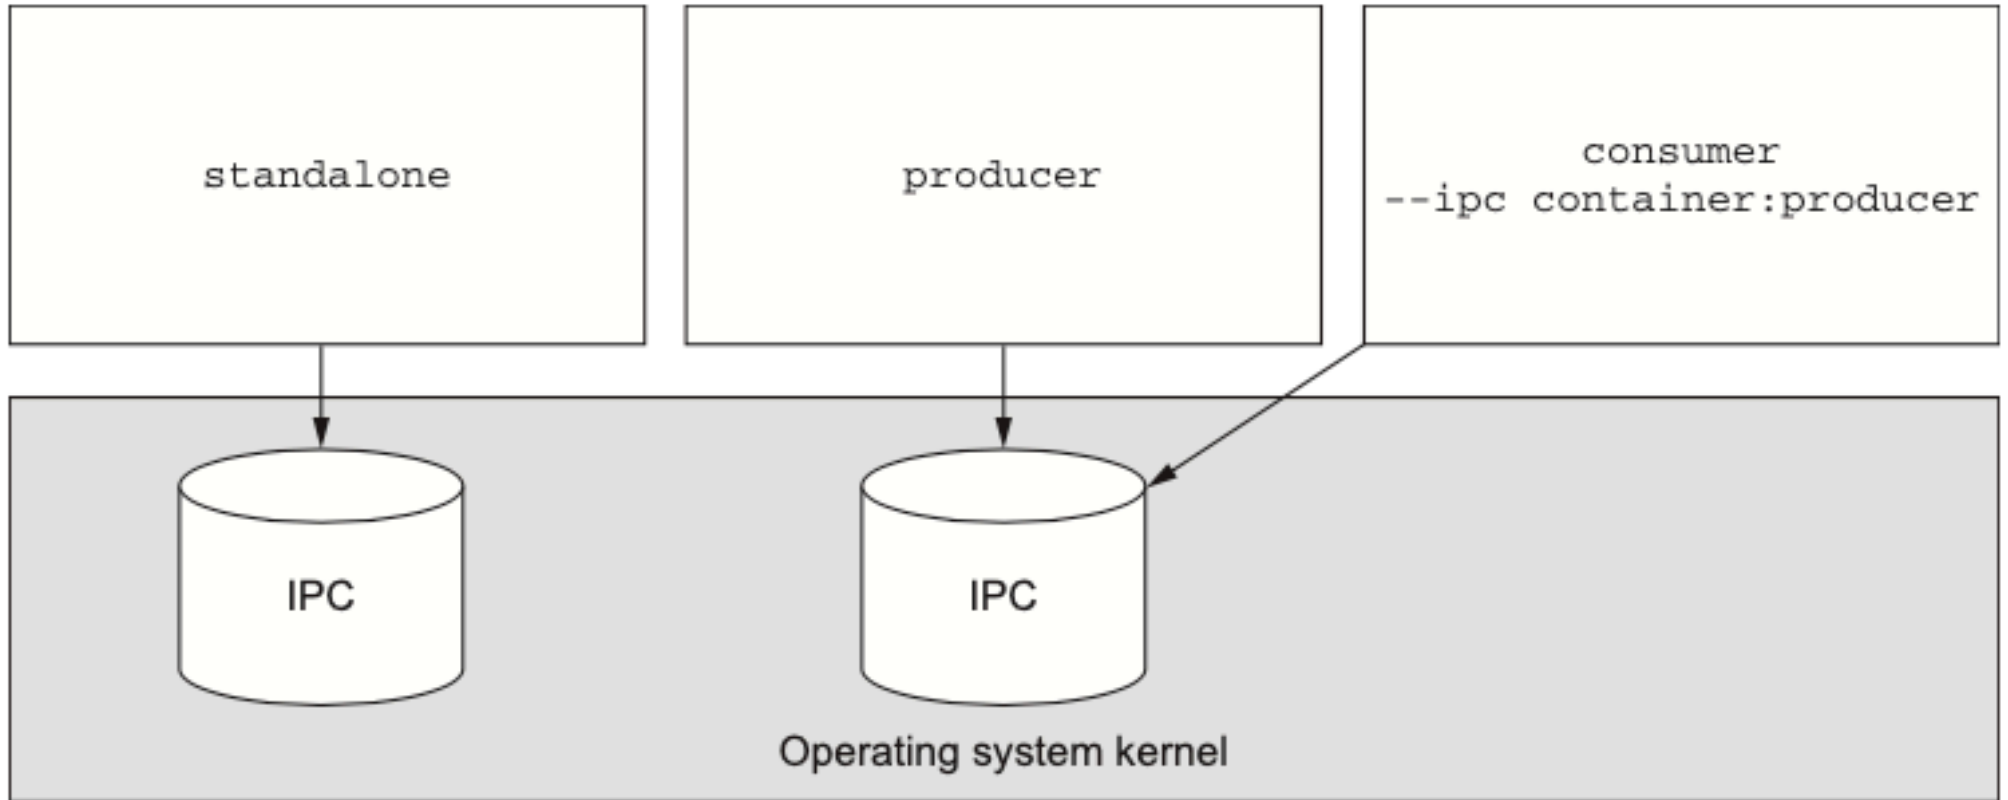 standalone
producer
consumer
--ipc container:producer
IPC
IPC
Operating system kernel